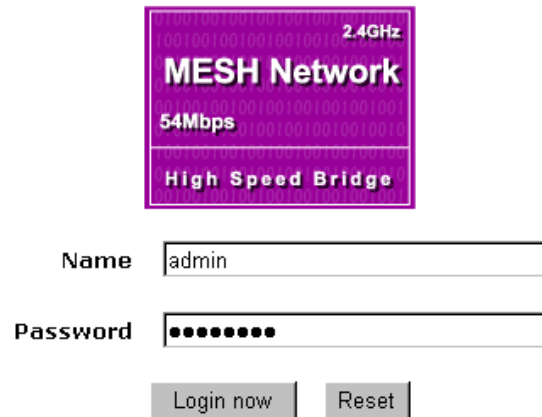 2.4GHz
MESH Network
54Mbps
High Speed Bridge
Name admin
Password ●●●●●●●●
Login now Reset